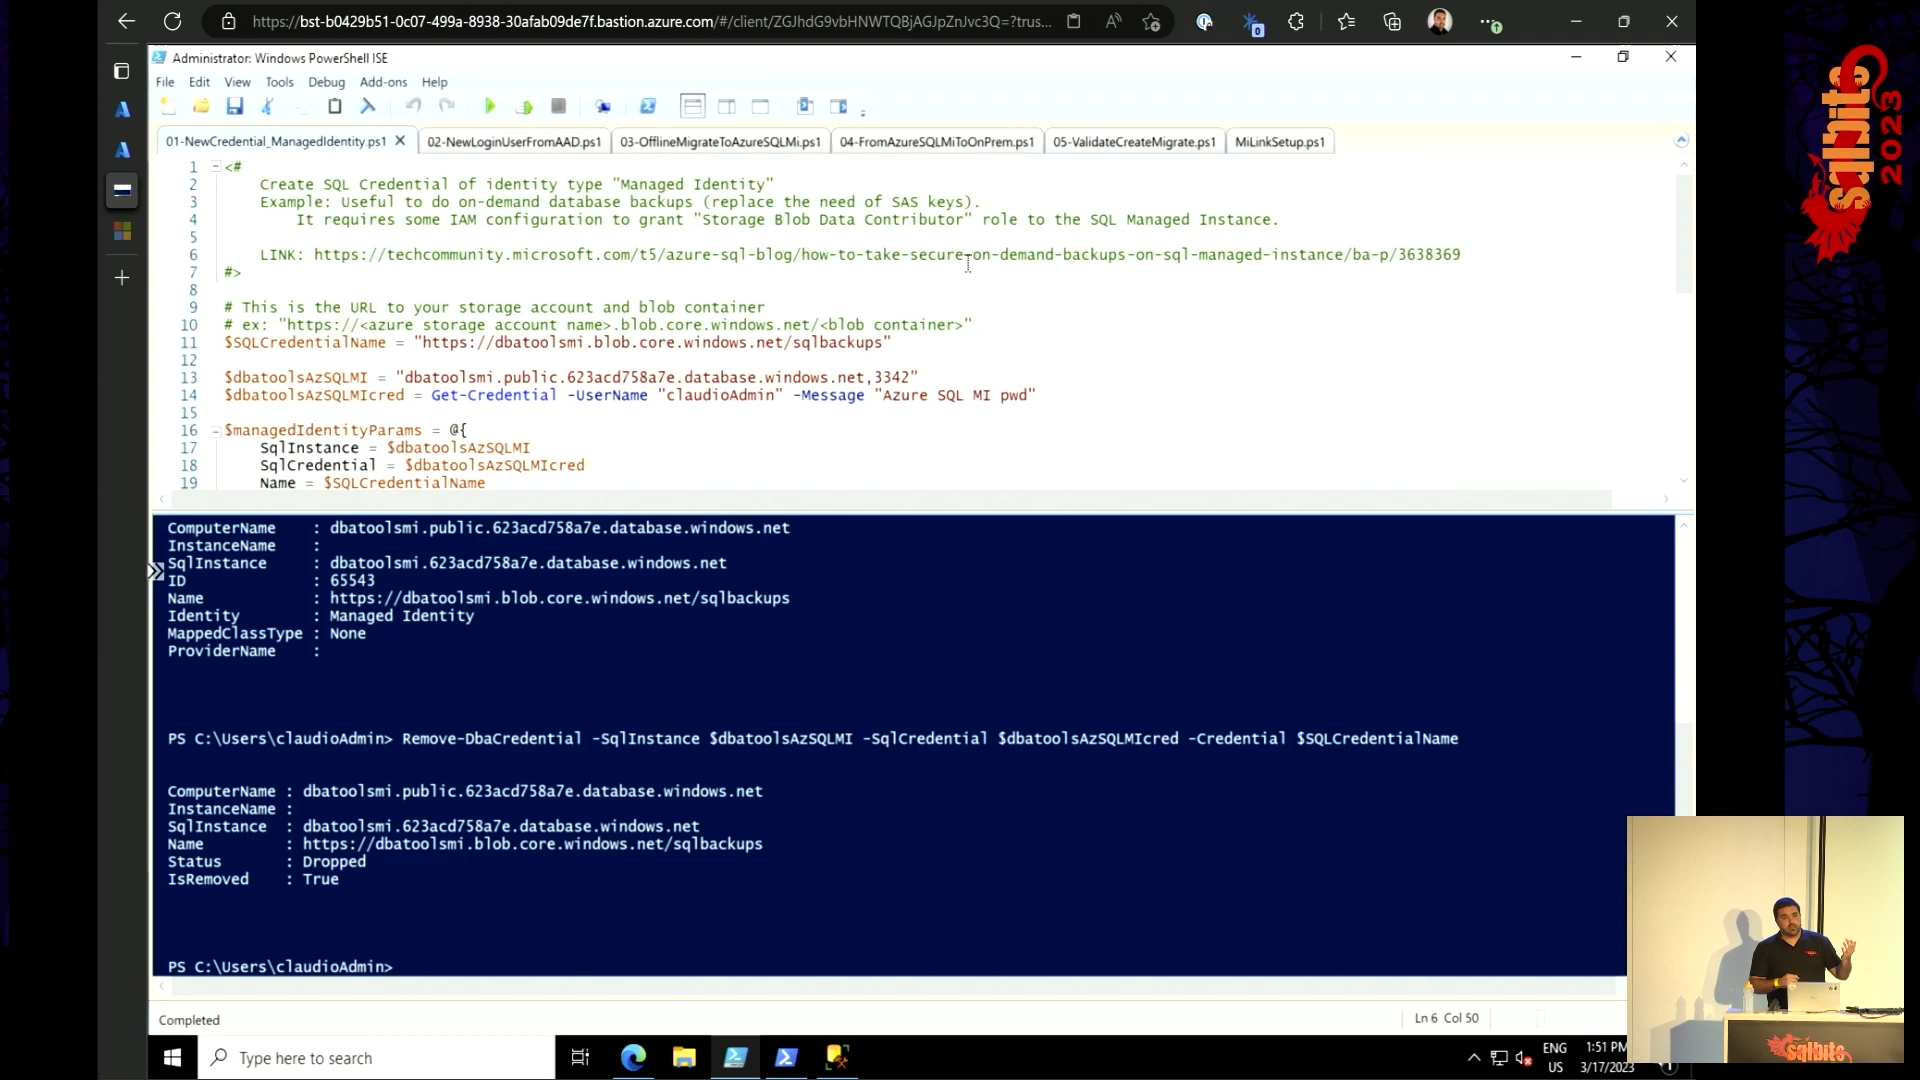 https://bst-b0429b51-0c07-499a-8938-30afab09de7f.bastion.azure.com/#/client/ZGJhdG9vbHNWTQBjAGJpZnJvc3Q=?trus...
Administrator: Windows PowerShell ISE
File Edit View Tools Add-ons Help
01-NewCredential_ManagedIdentity.ps1 02-NewLoginUserFromAAD.ps1 03-OfflineMigrateToAzureSQLMi.ps1 04-FromAzureSQLMiToOnPrem.ps1 05-ValidateCreateMigrate.ps1 MiLinkSetup.ps1
1 <#
2 Create SQL Credential of identity type "Managed Identity"
3 Example: Useful to do on-demand database backups (replace the need of SAS keys).
4 It requires some IAM configuration to grant "Storage Blob Data Contributor" role to the SQL Managed Instance.
5
6 LINK: https://techcommunity.microsoft.com/t5/azure-sql-blog/how-to-take-secure-on-demand-backups-on-sql-managed-instance/ba-p/3638369
7 #>
8
9 # This is the URL to your storage account and blob container
10 # ex: "https://<azure storage account name>.blob.core.windows.net/<blob container>"
11 $SQLCredentialName = "https://dbatoolsmi.blob.core.windows.net/sqlbackups"
12
13 $dbatoolsAzSQLMI = "dbatoolsmi.public.623acd758a7e.database.windows.net,3342"
14 $dbatoolsAzSQLMIcred = Get-Credential -UserName "claudioAdmin" -Message "Azure SQL MI pwd"
15
16 $managedIdentityParams = @{
17 SqlInstance = $dbatoolsAzSQLMI
18 SqlCredential = $dbatoolsAzSQLMIcred
19 Name = $SQLCredentialName
ComputerName : dbatoolsmi.public.623acd758a7e.database.windows.net
InstanceName :
SqlInstance : dbatoolsmi.623acd758a7e.database.windows.net
ID : 65543
Name : https://dbatoolsmi.blob.core.windows.net/sqlbackups
Identity : Managed Identity
MappedClassType : None
ProviderName :
PS C:\Users\claudioAdmin> Remove-DbaCredential -SqlInstance $dbatoolsAzSQLMI -SqlCredential $dbatoolsAzSQLMIcred -Credential $SQLCredentialName
ComputerName : dbatoolsmi.public.623acd758a7e.database.windows.net
InstanceName :
SqlInstance : dbatoolsmi.623acd758a7e.database.windows.net
Name : https://dbatoolsmi.blob.core.windows.net/sqlbackups
Status : Dropped
IsRemoved : True
PS C:\Users\claudioAdmin>
Completed
Ln 6 Col 50
Type here to search
ENG
US
1:51 PM
3/17/2023
sqlbits
2023
sqlbits